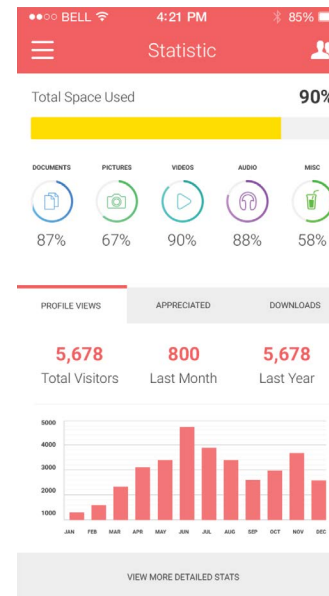 BELL 4:21 PM 85%
Statistic
Total Space Used 90%
DOCUMENTS PICTURES VIDEOS AUDIO MISC
87% 67% 90% 88% 58%
PROFILE VIEWS APPRECIATED DOWNLOADS
5,678 800 5,678
Total Visitors Last Month Last Year
5000
4000
3000
2000
1000
JAN FEB MAR APR MAY JUN JUL AUG SEP OCT NOV DEC
VIEW MORE DETAILED STATS